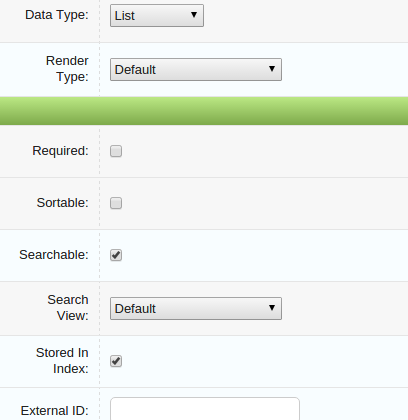 Data Type: List
Render
Type: Default
Required:
Sortable:
Searchable:
Search
View: Default
Stored In
Index:
External ID: